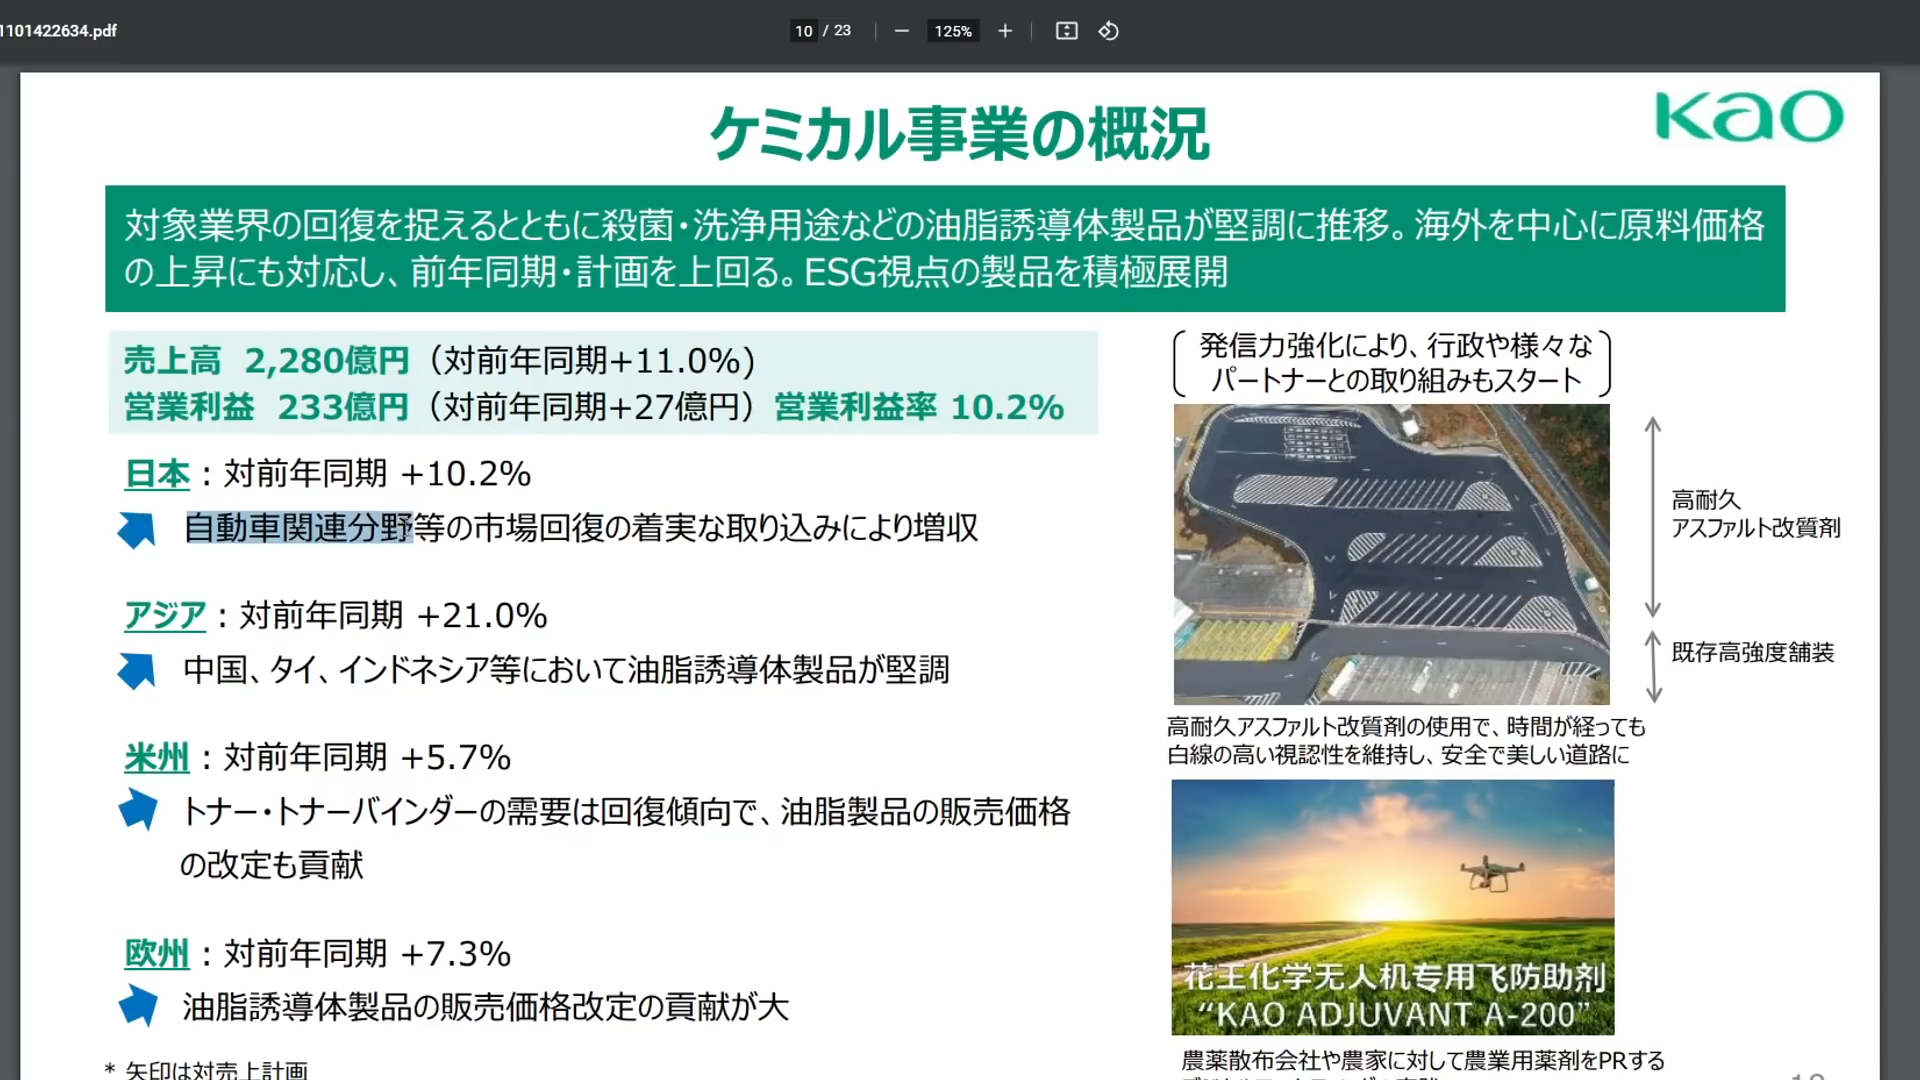 1101422634.pdf
10 / 23
125%
kao
ケミカル事業の概況
対象業界の回復を捉えるとともに殺菌・洗浄用途などの油脂誘導体製品が堅調に推移。海外を中心に原料価格
の上昇にも対応し、前年同期・計画を上回る。ESG視点の製品を積極展開
売上高 2,280億円（対前年同期+11.0%)
営業利益 233億円（対前年同期+27億円）営業利益率 10.2%
日本：対前年同期 +10.2%
自動車関連分野等の市場回復の着実な取り込みにより増収
アジア：対前年同期 +21.0%
中国、タイ、インドネシア等において油脂誘導体製品が堅調
米州：対前年同期 +5.7%
トナー・トナーバインダーの需要は回復傾向で、油脂製品の販売価格
の改定も貢献
欧州：対前年同期 +7.3%
油脂誘導体製品の販売価格改定の貢献が大
* 矢印は対売上計画
発信力強化により、行政や様々な
パートナーとの取り組みもスタート
高耐久
アスファルト改質剤
既存高強度舗装
高耐久アスファルト改質剤の使用で、時間が経っても
白線の高い視認性を維持し、安全で美しい道路に
花王化学无人机专用飞防助剂
“KAO ADJUVANT A-200”
農薬散布会社や農家に対して農業用薬剤をPRする